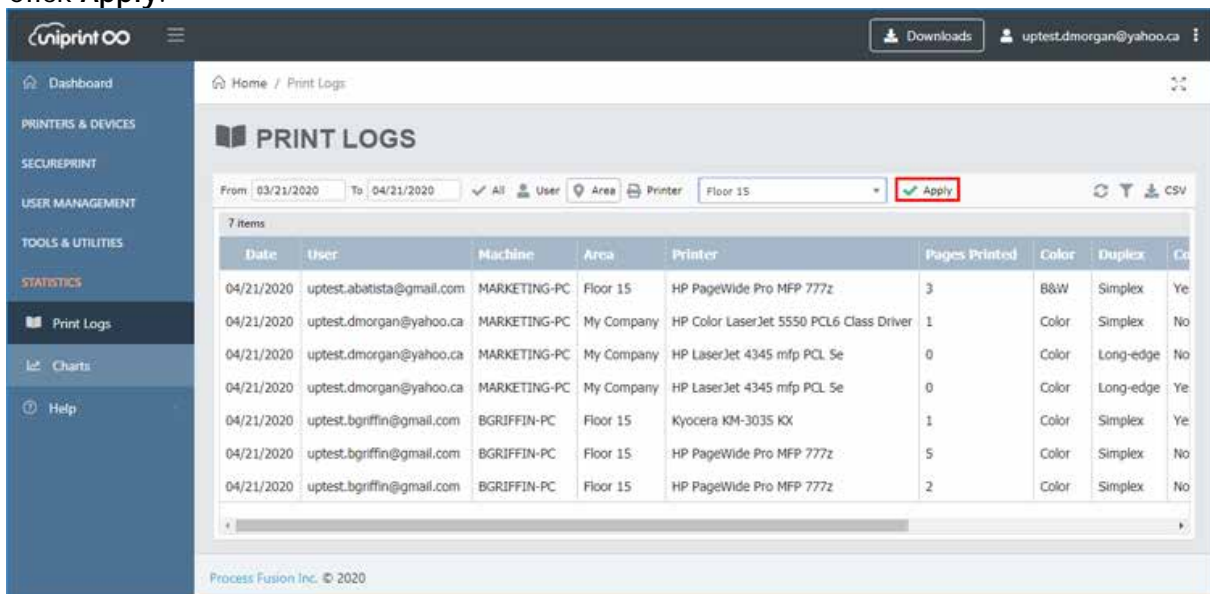 click Apply.
uniprint
Downloads
uptest.dmorgan@yahoo.ca
Dashboard
Home / Print Logs
PRINTERS & DEVICES
PRINT LOGS
SECUREPRINT
From 03/21/2020 To 04/21/2020 All User Area Printer Floor 15 Apply CSV
USER MANAGEMENT
7 items
TOOLS & UTILITIES
Date User Machine Area Printer Pages Printed Color Duplex Co
STATISTICS
04/21/2020 uptest.abatista@gmail.com MARKETING-PC Floor 15 HP PageWide Pro MFP 777z 3 B&W Simplex Ye
Print Logs
04/21/2020 uptest.dmorgan@yahoo.ca MARKETING-PC My Company HP Color LaserJet 5550 PCL6 Class Driver 1 Color Simplex No
Charts
04/21/2020 uptest.dmorgan@yahoo.ca MARKETING-PC My Company HP LaserJet 4345 mfp PCL 5e 0 Color Long-edge No
04/21/2020 uptest.dmorgan@yahoo.ca MARKETING-PC My Company HP LaserJet 4345 mfp PCL 5e 0 Color Long-edge Ye
Help
04/21/2020 uptest.bgriffin@gmail.com BGRIFFIN-PC Floor 15 Kyocera KM-3035 KX 1 Color Simplex Ye
04/21/2020 uptest.bgriffin@gmail.com BGRIFFIN-PC Floor 15 HP PageWide Pro MFP 777z 5 Color Simplex No
04/21/2020 uptest.bgriffin@gmail.com BGRIFFIN-PC Floor 15 HP PageWide Pro MFP 777z 2 Color Simplex No
Process Fusion Inc. © 2020